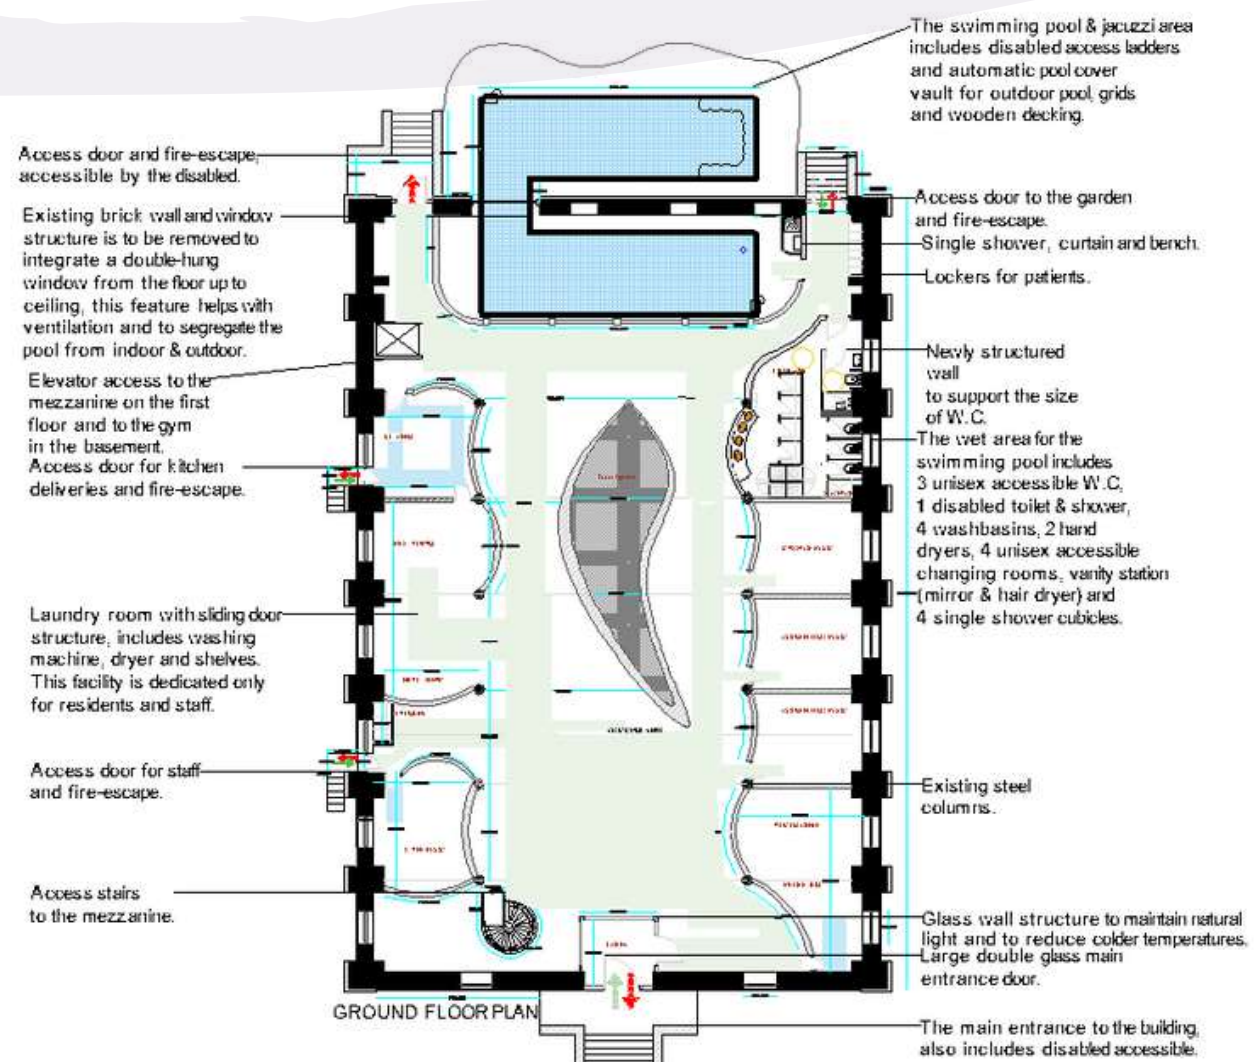 The swimming pool & jacuzzi area
includes disabled access ladders
and automatic pool cover
vault for outdoor pool, grids
and wooden decking.
Access door and fire-escape,
accessible by the disabled.
Existing brick wall and window
structure is to be removed to
integrate a double-hung
window from the floor up to
ceiling, this feature helps with
ventilation and to segregate the
pool from indoor & outdoor.
Elevator access to the
mezzanine on the first
floor and to the gym
in the basement.
Access door for kitchen
deliveries and fire-escape.
Laundry room with sliding door
structure, includes washing
machine, dryer and shelves.
This facility is dedicated only
for residents and staff.
Access door for staff
and fire-escape.
Access stairs
to the mezzanine.
Access door to the garden
and fire-escape.
Single shower, curtain and bench.
Lockers for patients.
Newly structured
wall
to support the size
of W.C.
The wet area for the
swimming pool includes
3 unisex accessible W.C,
1 disabled toilet & shower,
4 washbasins, 2 hand
dryers, 4 unisex accessible
changing rooms, vanity station
(mirror & hair dryer) and
4 single shower cubicles.
Existing steel
columns.
Glass wall structure to maintain natural
light and to reduce colder temperatures.
Large double glass main
entrance door.
The main entrance to the building,
also includes disabled accessible.
GROUND FLOOR PLAN